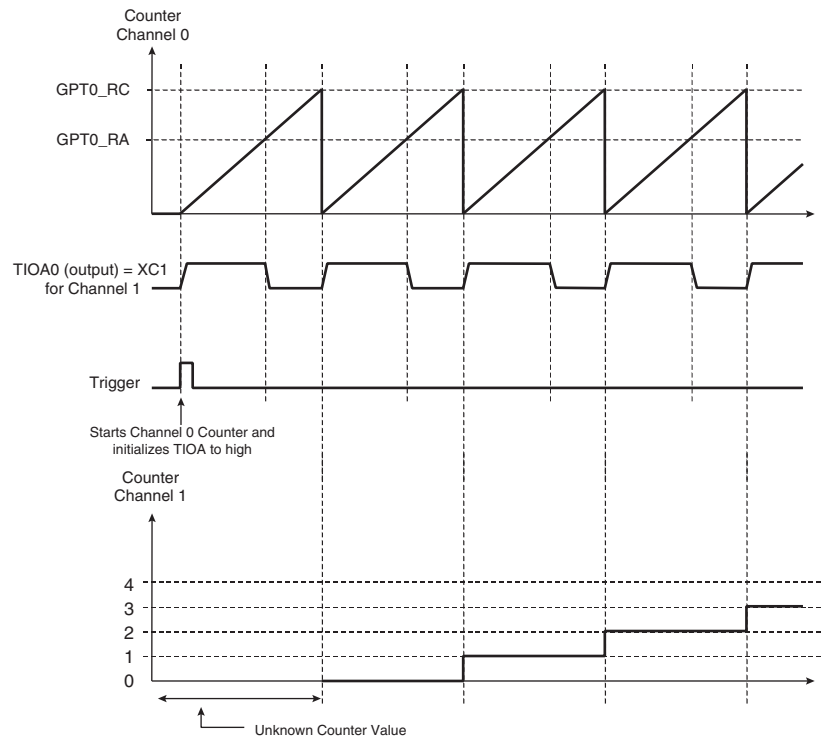 Counter
Channel 0
GPT0_RC
GPT0_RA
TIOA0 (output) = XC1
for Channel 1
Trigger
Starts Channel 0 Counter and
initializes TIOA to high
Counter
Channel 1
4
3
2
1
0
Unknown Counter Value